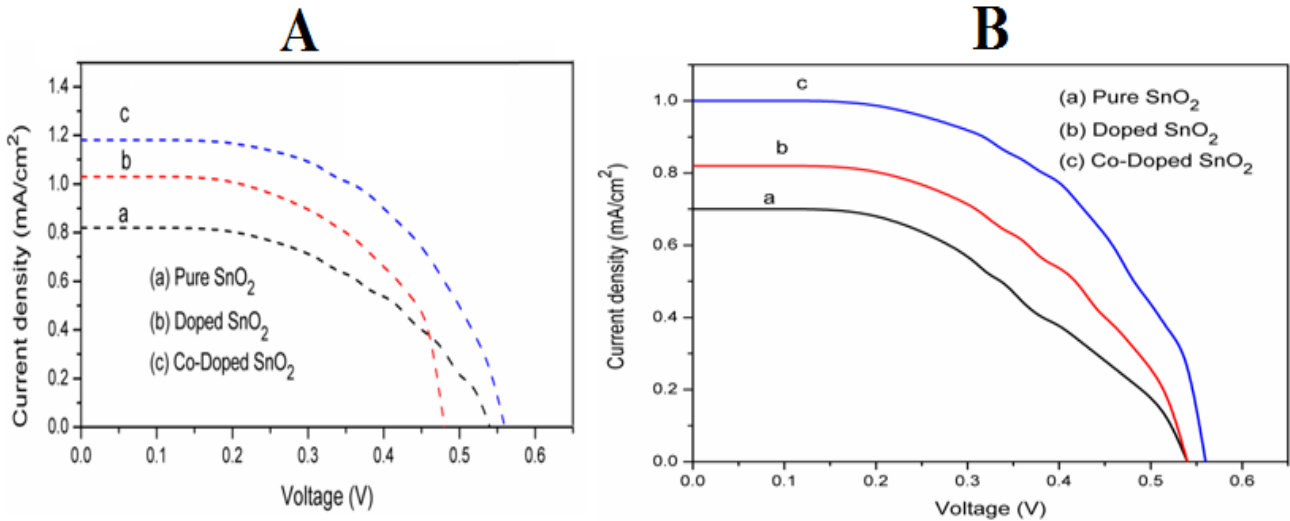 A
B
Current density (mA/cm²)
1.4
1.2
1.0
0.8
0.6
0.4
0.2
0.0
c
b
a
(a) Pure SnO₂
(b) Doped SnO₂
(c) Co-Doped SnO₂
0.0 0.1 0.2 0.3 0.4 0.5 0.6
Voltage (V)
Current density (mA/cm²)
1.0
0.8
0.6
0.4
0.2
0.0
c
b
a
(a) Pure SnO₂
(b) Doped SnO₂
(c) Co-Doped SnO₂
0.0 0.1 0.2 0.3 0.4 0.5 0.6
Voltage (V)